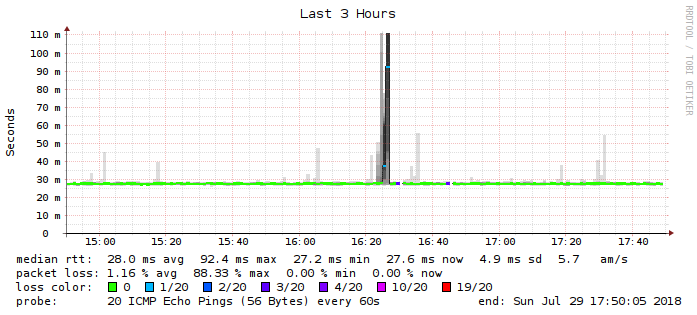 Last 3 Hours
RRDTOOL / TOBI OETIKER
Seconds
110 m
100 m
90 m
80 m
70 m
60 m
50 m
40 m
30 m
20 m
10 m
0
15:00 15:20 15:40 16:00 16:20 16:40 17:00 17:20 17:40
median rtt: 28.0 ms avg 92.4 ms max 27.2 ms min 27.6 ms now 4.9 ms sd 5.7 am/s
packet loss: 1.16 % avg 88.33 % max 0.00 % min 0.00 % now
loss color: 0 1/20 2/20 3/20 4/20 10/20 19/20
probe: 20 ICMP Echo Pings (56 Bytes) every 60s end: Sun Jul 29 17:50:05 2018